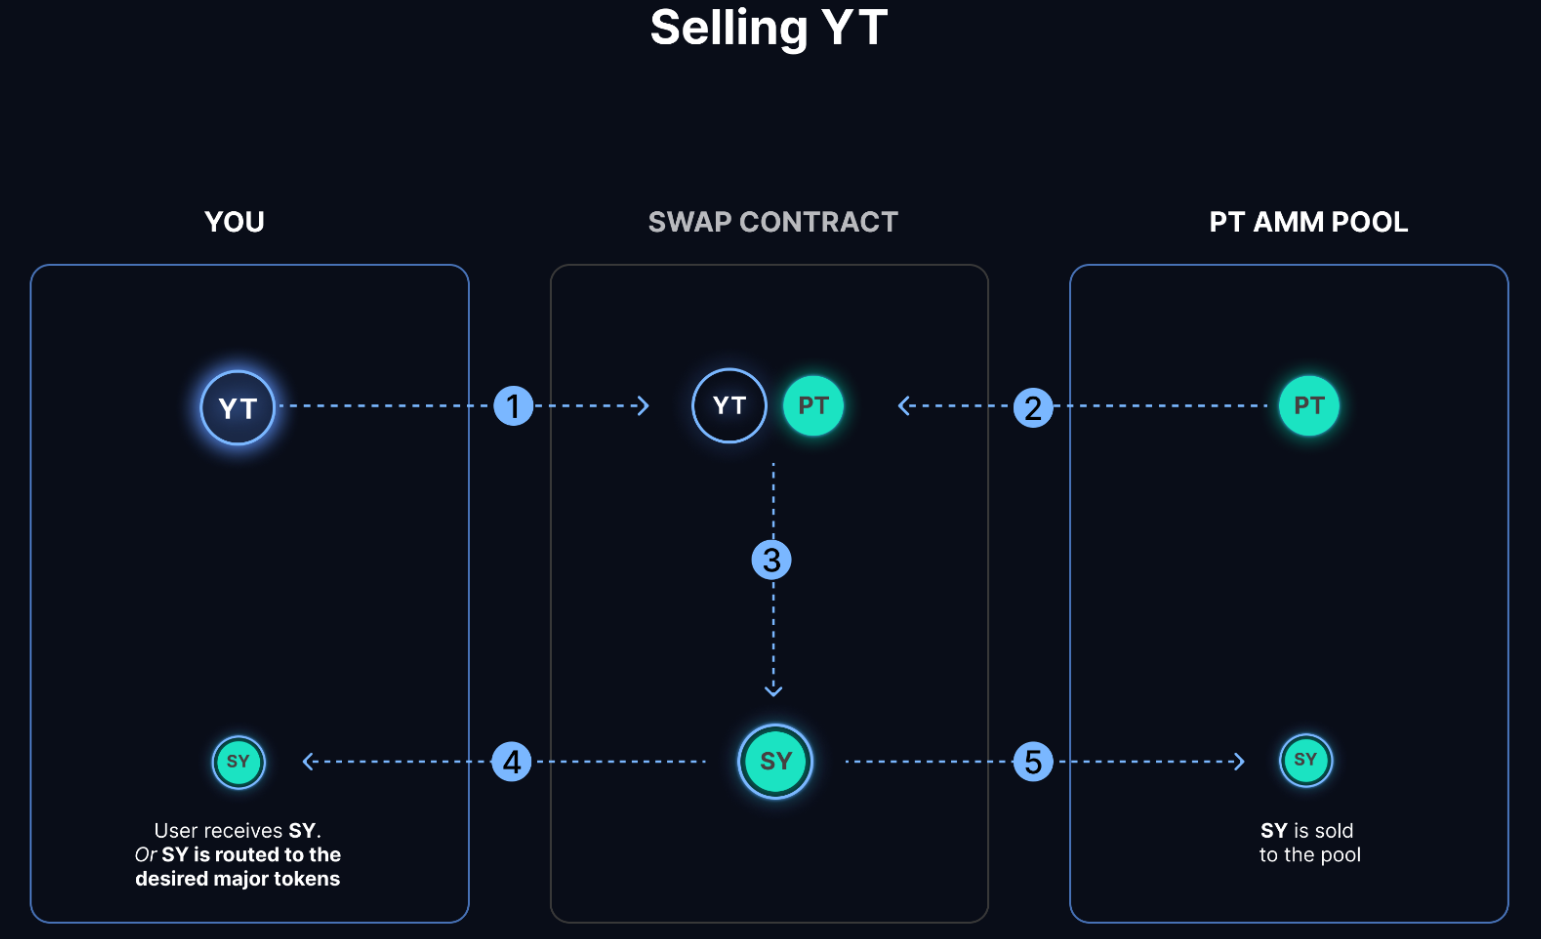 Selling YT
YOU
SWAP CONTRACT
PT AMM POOL
YT
1
YT
PT
2
PT
3
SY
4
SY
5
SY
User receives SY.
Or SY is routed to the
desired major tokens
SY is sold
to the pool